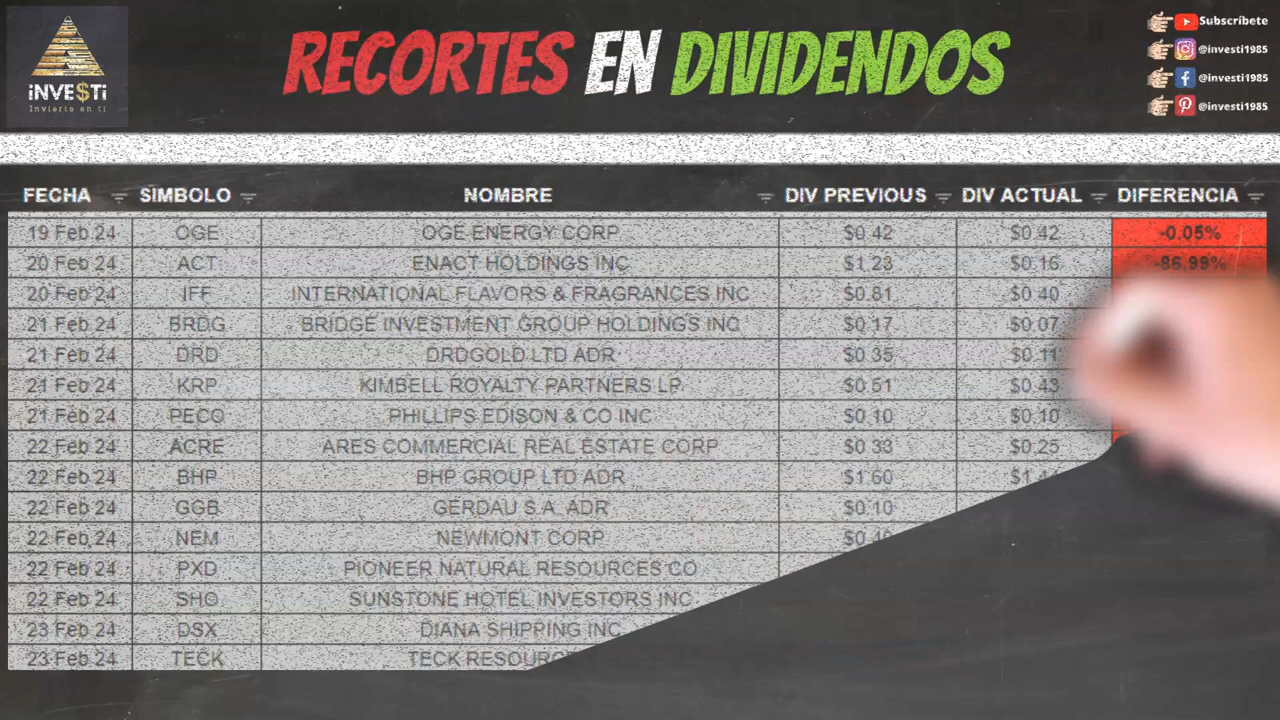 RECORTES EN DIVIDENDOS
iNVE$Ti
Invierte en ti
Subscríbete
@investi1985
@investi1985
@investi1985
FECHA SIMBOLO NOMBRE DIV PREVIOUS DIV ACTUAL DIFERENCIA
19 Feb 24 OGE OGE ENERGY CORP $0.42 $0.42 -0.05%
20 Feb 24 ACT ENACT HOLDINGS INC $1.23 $0.16 -86.99%
20 Feb 24 IFF INTERNATIONAL FLAVORS & FRAGRANCES INC $0.81 $0.40
21 Feb 24 BRDG BRIDGE INVESTMENT GROUP HOLDINGS INC $0.17 $0.07
21 Feb 24 DRD DRDGOLD LTD ADR $0.35 $0.11
21 Feb 24 KRP KIMBELL ROYALTY PARTNERS LP $0.51 $0.43
21 Feb 24 PECO PHILLIPS EDISON & CO INC $0.10 $0.10
22 Feb 24 ACRE ARES COMMERCIAL REAL ESTATE CORP $0.33 $0.25
22 Feb 24 BHP BHP GROUP LTD ADR $1.60
22 Feb 24 GGB GERDAU S.A. ADR $0.10
22 Feb 24 NEM NEWMONT CORP $0.40
22 Feb 24 PXD PIONEER NATURAL RESOURCES CO
22 Feb 24 SHO SUNSTONE HOTEL INVESTORS INC
23 Feb 24 DSX DIANA SHIPPING INC
23 Feb 24 TECK TECK